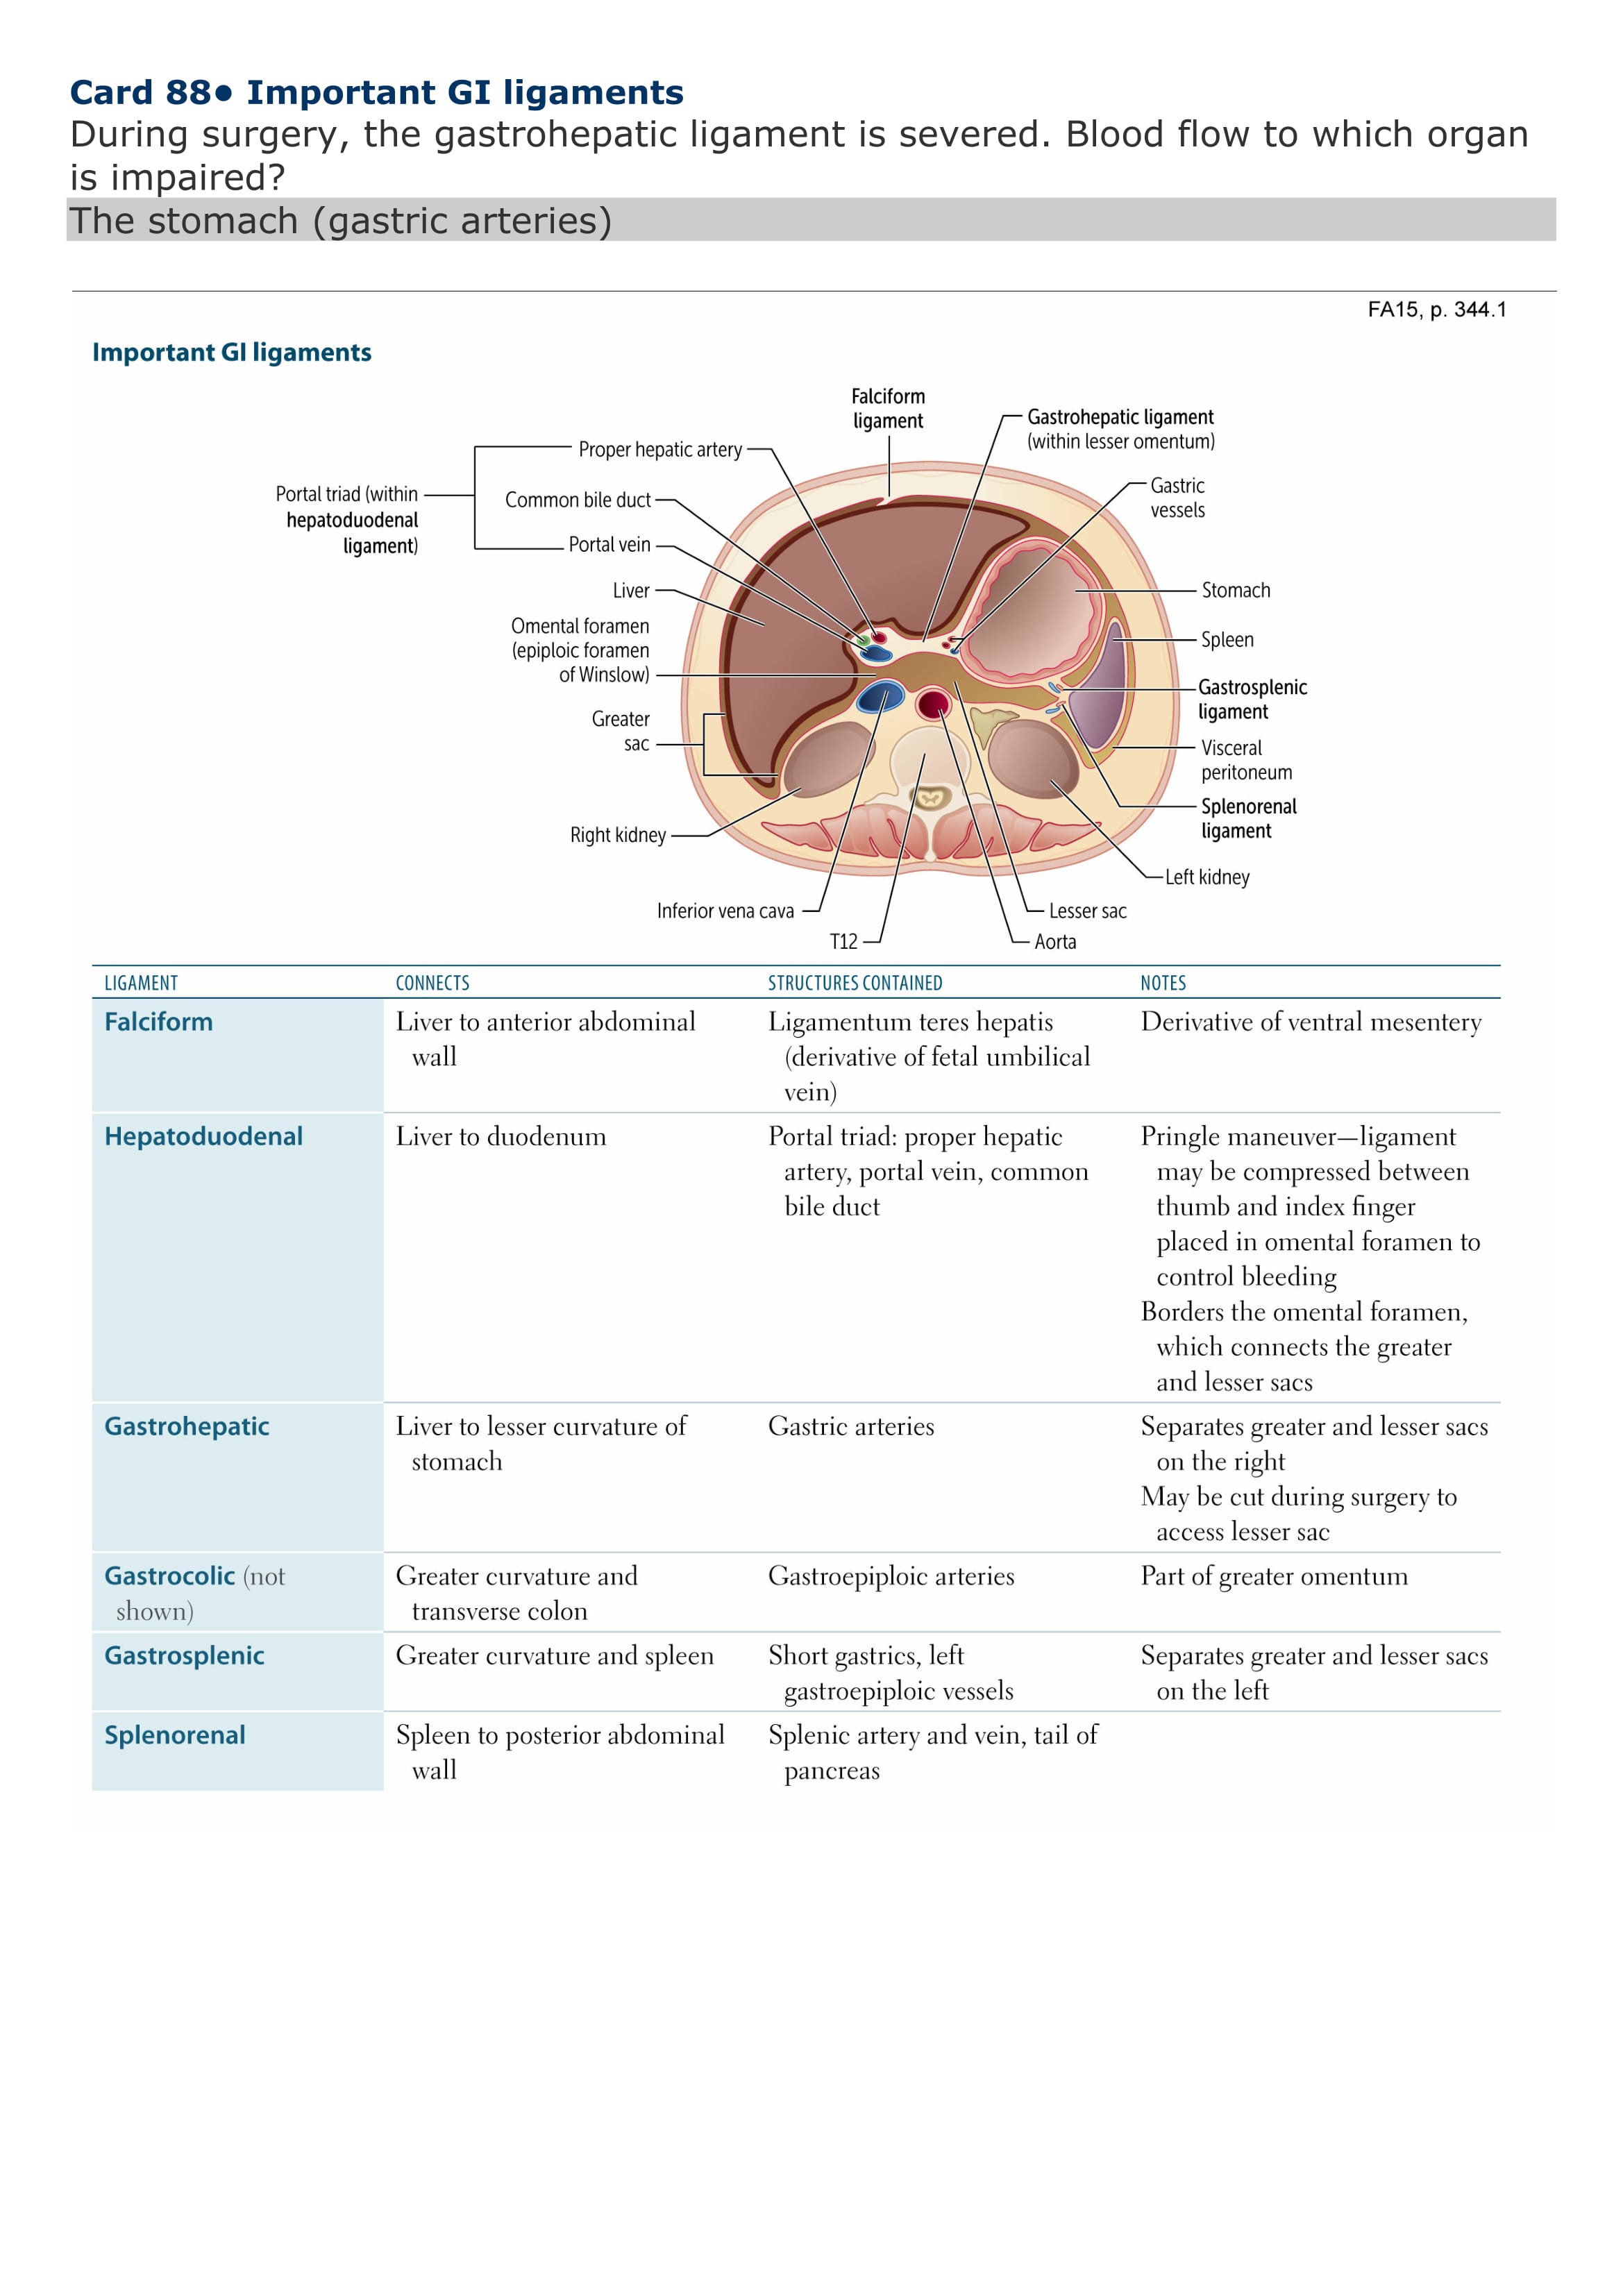 Card 88● Important GI ligaments
During surgery, the gastrohepatic ligament is severed. Blood flow to which organ
is impaired?
The stomach (gastric arteries)
FA15, p. 344.1
Important GI ligaments
Falciform
ligament
Gastrohepatic ligament
(within lesser omentum)
Proper hepatic artery
Portal triad (within
hepatoduodenal
ligament)
Common bile duct
Gastric
vessels
Portal vein
Liver
Stomach
Omental foramen
(epiploic foramen
of Winslow)
Spleen
Gastrosplenic
ligament
Greater
sac
Visceral
peritoneum
Splenorenal
ligament
Right kidney
Left kidney
Inferior vena cava
Lesser sac
T12
Aorta
LIGAMENT CONNECTS STRUCTURES CONTAINED NOTES
Falciform Liver to anterior abdominal Ligamentum teres hepatis Derivative of ventral mesentery
wall (derivative of fetal umbilical
vein)
Hepatoduodenal Liver to duodenum Portal triad: proper hepatic Pringle maneuver—ligament
artery, portal vein, common may be compressed between
bile duct thumb and index finger
placed in omental foramen to
control bleeding
Borders the omental foramen,
which connects the greater
and lesser sacs
Gastrohepatic Liver to lesser curvature of Gastric arteries Separates greater and lesser sacs
stomach on the right
May be cut during surgery to
access lesser sac
Gastrocolic (not Greater curvature and Gastroepiploic arteries Part of greater omentum
shown) transverse colon
Gastrosplenic Greater curvature and spleen Short gastrics, left Separates greater and lesser sacs
gastroepiploic vessels on the left
Splenorenal Spleen to posterior abdominal Splenic artery and vein, tail of
wall pancreas